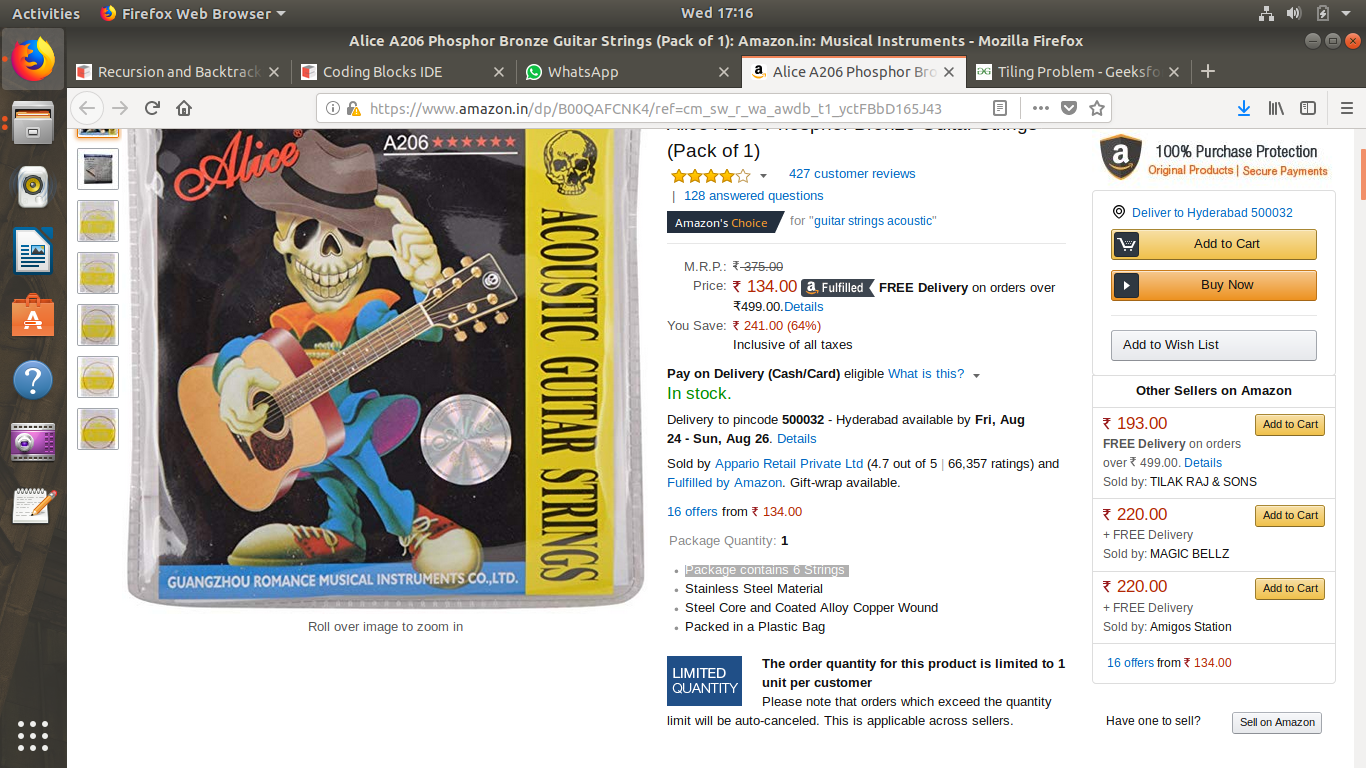 Activities
Firefox Web Browser
Wed 17:16
Alice A206 Phosphor Bronze Guitar Strings (Pack of 1): Amazon.in: Musical Instruments - Mozilla Firefox
Recursion and Backtrack
Coding Blocks IDE
WhatsApp
Alice A206 Phosphor Bro
Tiling Problem - Geeksfo
https://www.amazon.in/dp/B00QAFCNK4/ref=cm_sw_r_wa_awdb_t1_yctFBbD165J43
Alice®
A206 ★★★★★★
ACOUSTIC GUITAR STRINGS
GUANGZHOU ROMANCE MUSICAL INSTRUMENTS CO.,LTD.
Roll over image to zoom in
Alice A206 Phosphor Bronze Guitar Strings
(Pack of 1)
427 customer reviews
| 128 answered questions
Amazon's Choice for "guitar strings acoustic"
M.R.P.: ₹ 375.00
Price: ₹ 134.00 Fulfilled FREE Delivery on orders over
₹499.00.Details
You Save: ₹ 241.00 (64%)
Inclusive of all taxes
Pay on Delivery (Cash/Card) eligible What is this?
In stock.
Delivery to pincode 500032 - Hyderabad available by Fri, Aug
24 - Sun, Aug 26. Details
Sold by Appario Retail Private Ltd (4.7 out of 5 | 66,357 ratings) and
Fulfilled by Amazon. Gift-wrap available.
16 offers from ₹ 134.00
Package Quantity: 1
Package contains 6 Strings
Stainless Steel Material
Steel Core and Coated Alloy Copper Wound
Packed in a Plastic Bag
LIMITED
QUANTITY
The order quantity for this product is limited to 1
unit per customer
Please note that orders which exceed the quantity
limit will be auto-canceled. This is applicable across sellers.
100% Purchase Protection
Original Products | Secure Payments
Deliver to Hyderabad 500032
Add to Cart
Buy Now
Add to Wish List
Other Sellers on Amazon
₹ 193.00
Add to Cart
FREE Delivery on orders
over ₹ 499.00. Details
Sold by: TILAK RAJ & SONS
₹ 220.00
Add to Cart
+ FREE Delivery
Sold by: MAGIC BELLZ
₹ 220.00
Add to Cart
+ FREE Delivery
Sold by: Amigos Station
16 offers from ₹ 134.00
Have one to sell?
Sell on Amazon